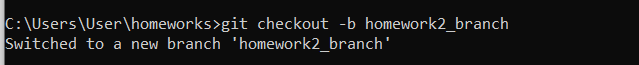 C:\Users\User\homeworks>git checkout -b homework2_branch
Switched to a new branch 'homework2_branch'